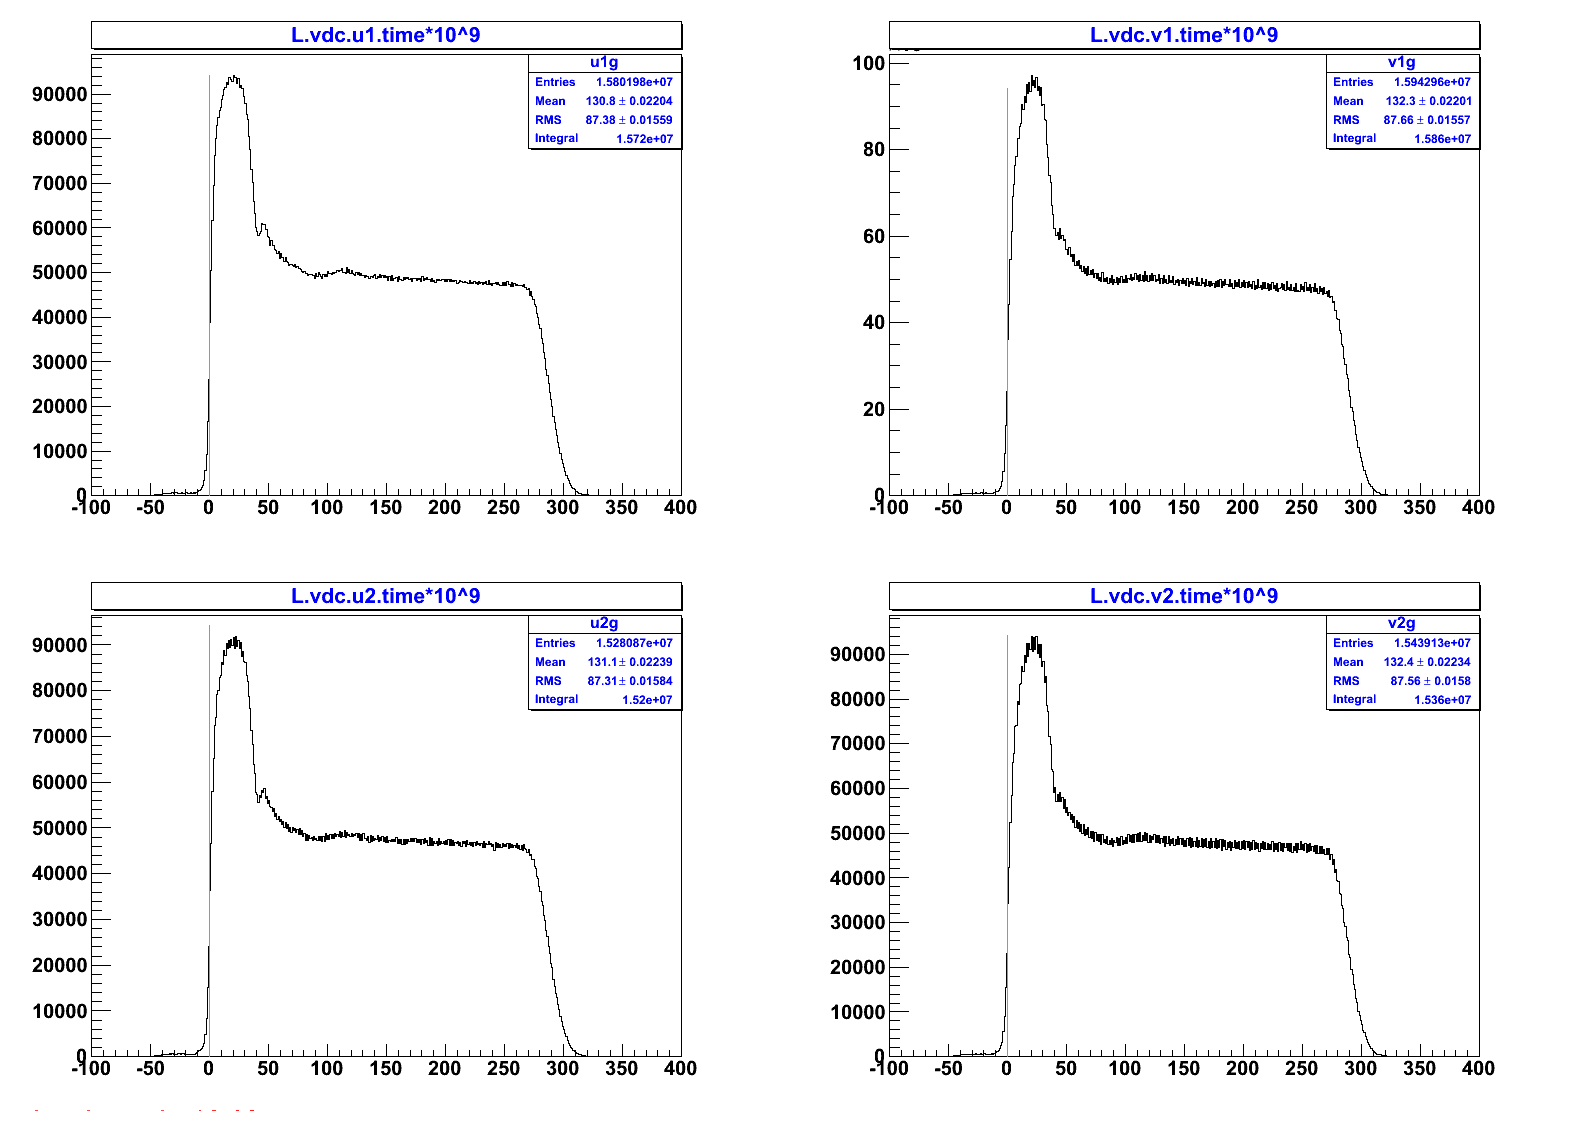 L.vdc.u1.time*10^9
u1g
Entries 1.580198e+07
Mean 130.8 ± 0.02204
RMS 87.38 ± 0.01559
Integral 1.572e+07
90000
80000
70000
60000
50000
40000
30000
20000
10000
0
-100 -50 0 50 100 150 200 250 300 350 400
L.vdc.v1.time*10^9
v1g
Entries 1.594296e+07
Mean 132.3 ± 0.02201
RMS 87.66 ± 0.01557
Integral 1.586e+07
100
80
60
40
20
0
-100 -50 0 50 100 150 200 250 300 350 400
L.vdc.u2.time*10^9
u2g
Entries 1.528087e+07
Mean 131.1 ± 0.02239
RMS 87.31 ± 0.01584
Integral 1.52e+07
90000
80000
70000
60000
50000
40000
30000
20000
10000
0
-100 -50 0 50 100 150 200 250 300 350 400
L.vdc.v2.time*10^9
v2g
Entries 1.543913e+07
Mean 132.4 ± 0.02234
RMS 87.56 ± 0.0158
Integral 1.536e+07
90000
80000
70000
60000
50000
40000
30000
20000
10000
0
-100 -50 0 50 100 150 200 250 300 350 400